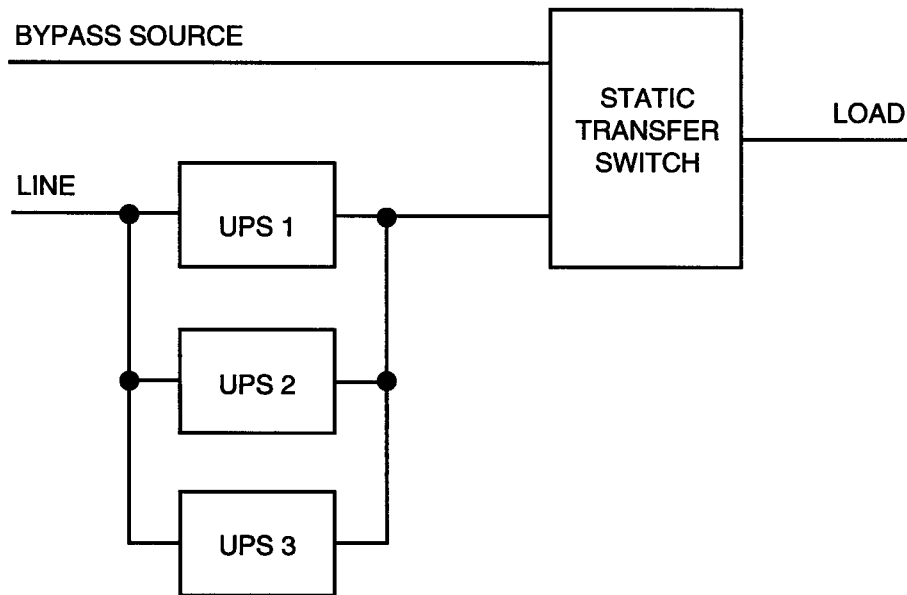 BYPASS SOURCE
STATIC
TRANSFER
SWITCH
LOAD
LINE
UPS 1
UPS 2
UPS 3